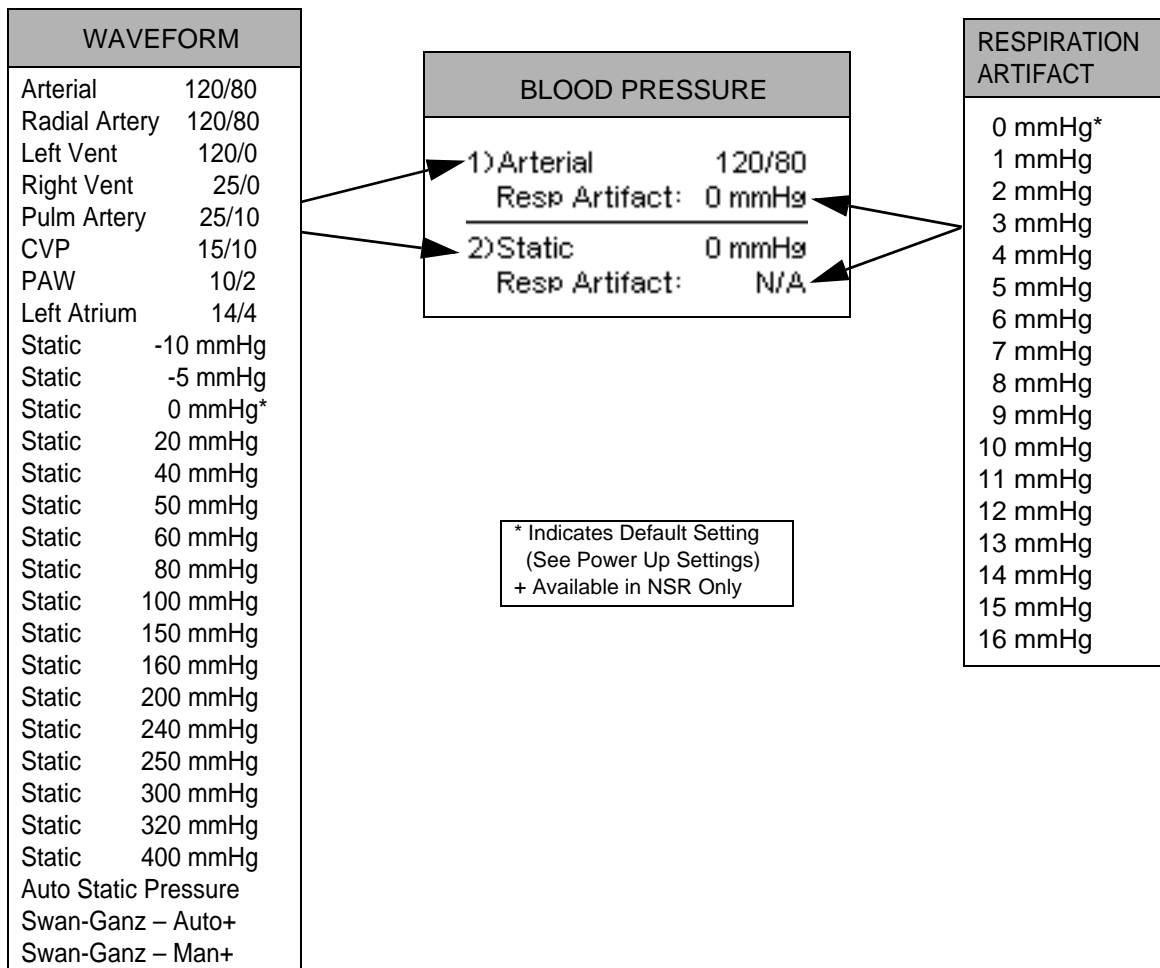 WAVEFORM
Arterial 120/80
Radial Artery 120/80
Left Vent 120/0
Right Vent 25/0
Pulm Artery 25/10
CVP 15/10
PAW 10/2
Left Atrium 14/4
Static -10 mmHg
Static -5 mmHg
Static 0 mmHg*
Static 20 mmHg
Static 40 mmHg
Static 50 mmHg
Static 60 mmHg
Static 80 mmHg
Static 100 mmHg
Static 150 mmHg
Static 160 mmHg
Static 200 mmHg
Static 240 mmHg
Static 250 mmHg
Static 300 mmHg
Static 320 mmHg
Static 400 mmHg
Auto Static Pressure
Swan-Ganz – Auto+
Swan-Ganz – Man+
BLOOD PRESSURE
1)Arterial 120/80
Resp Artifact: 0 mmHg
2)Static 0 mmHg
Resp Artifact: N/A
* Indicates Default Setting
(See Power Up Settings)
+ Available in NSR Only
RESPIRATION
ARTIFACT
0 mmHg*
1 mmHg
2 mmHg
3 mmHg
4 mmHg
5 mmHg
6 mmHg
7 mmHg
8 mmHg
9 mmHg
10 mmHg
11 mmHg
12 mmHg
13 mmHg
14 mmHg
15 mmHg
16 mmHg